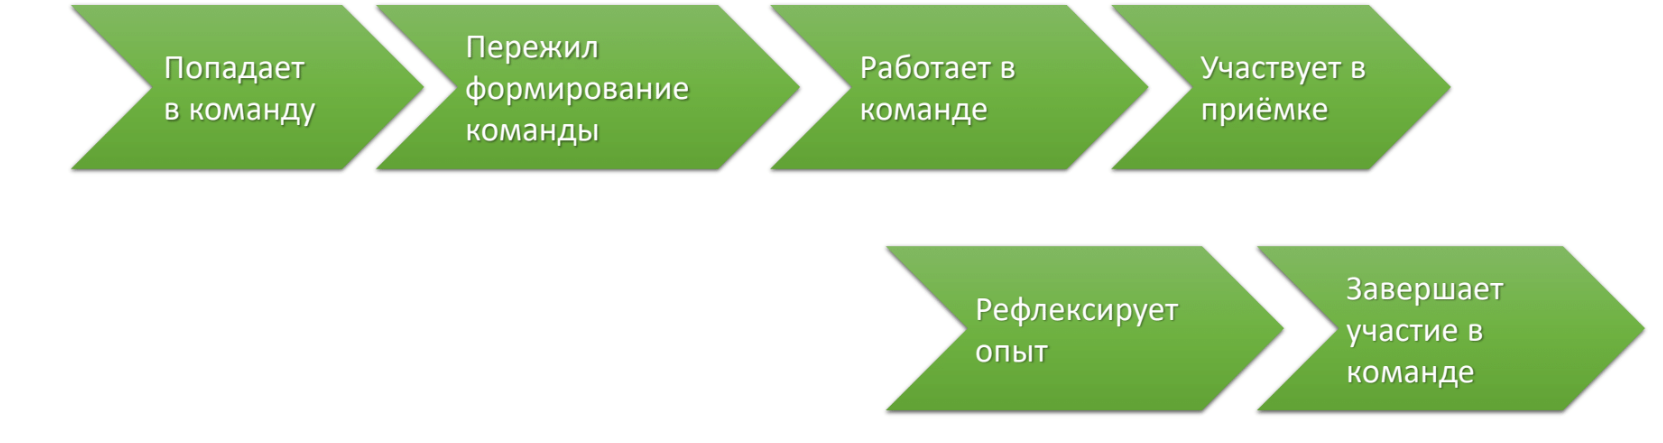 Попадает
в команду
Пережил
формирование
команды
Работает в
команде
Участвует в
приёмке
Рефлексирует
опыт
Завершает
участие в
команде